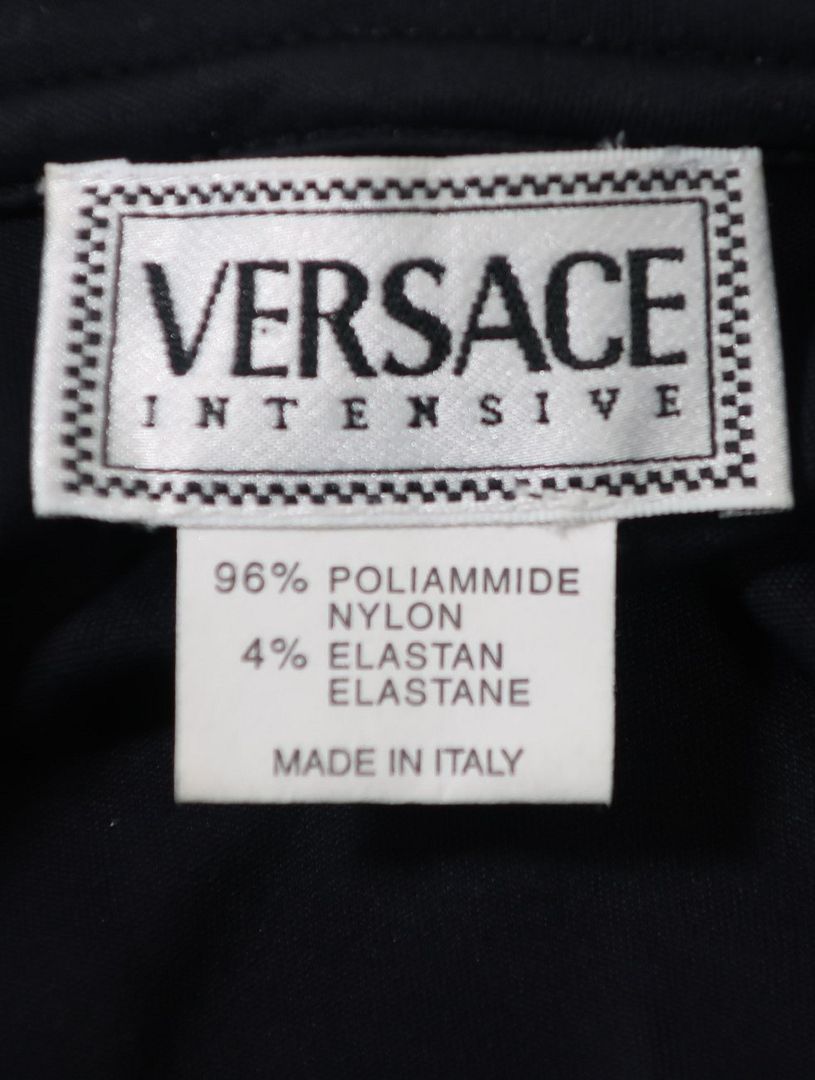 VERSACE
INTENSIVE
96% POLIAMMIDE
NYLON
4% ELASTAN
ELASTANE
MADE IN ITALY